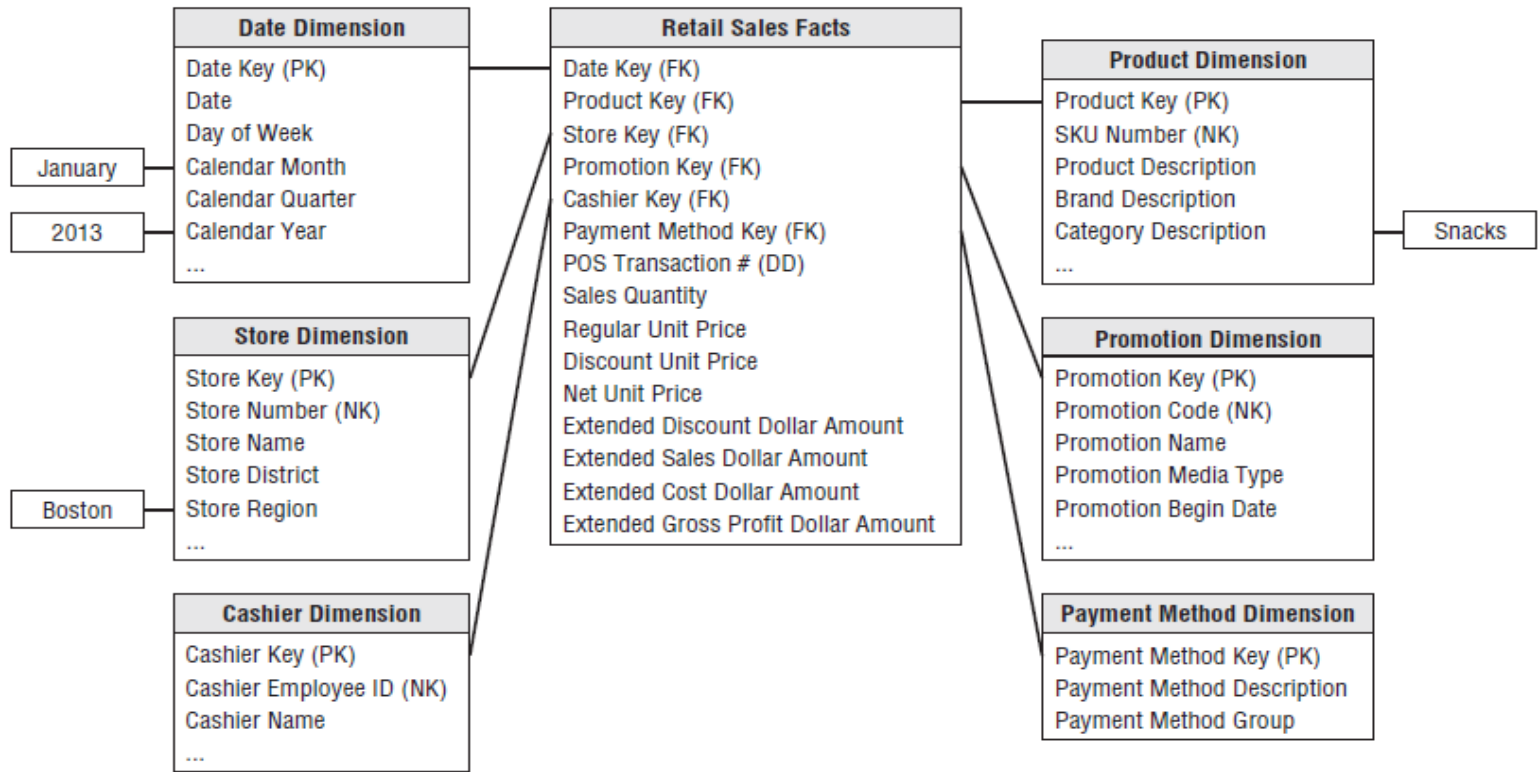 Date Dimension
Date Key (PK)
Date
Day of Week
Calendar Month
Calendar Quarter
Calendar Year
...
January
2013
Store Dimension
Store Key (PK)
Store Number (NK)
Store Name
Store District
Store Region
...
Boston
Cashier Dimension
Cashier Key (PK)
Cashier Employee ID (NK)
Cashier Name
...
Retail Sales Facts
Date Key (FK)
Product Key (FK)
Store Key (FK)
Promotion Key (FK)
Cashier Key (FK)
Payment Method Key (FK)
POS Transaction # (DD)
Sales Quantity
Regular Unit Price
Discount Unit Price
Net Unit Price
Extended Discount Dollar Amount
Extended Sales Dollar Amount
Extended Cost Dollar Amount
Extended Gross Profit Dollar Amount
Product Dimension
Product Key (PK)
SKU Number (NK)
Product Description
Brand Description
Category Description
...
Snacks
Promotion Dimension
Promotion Key (PK)
Promotion Code (NK)
Promotion Name
Promotion Media Type
Promotion Begin Date
...
Payment Method Dimension
Payment Method Key (PK)
Payment Method Description
Payment Method Group